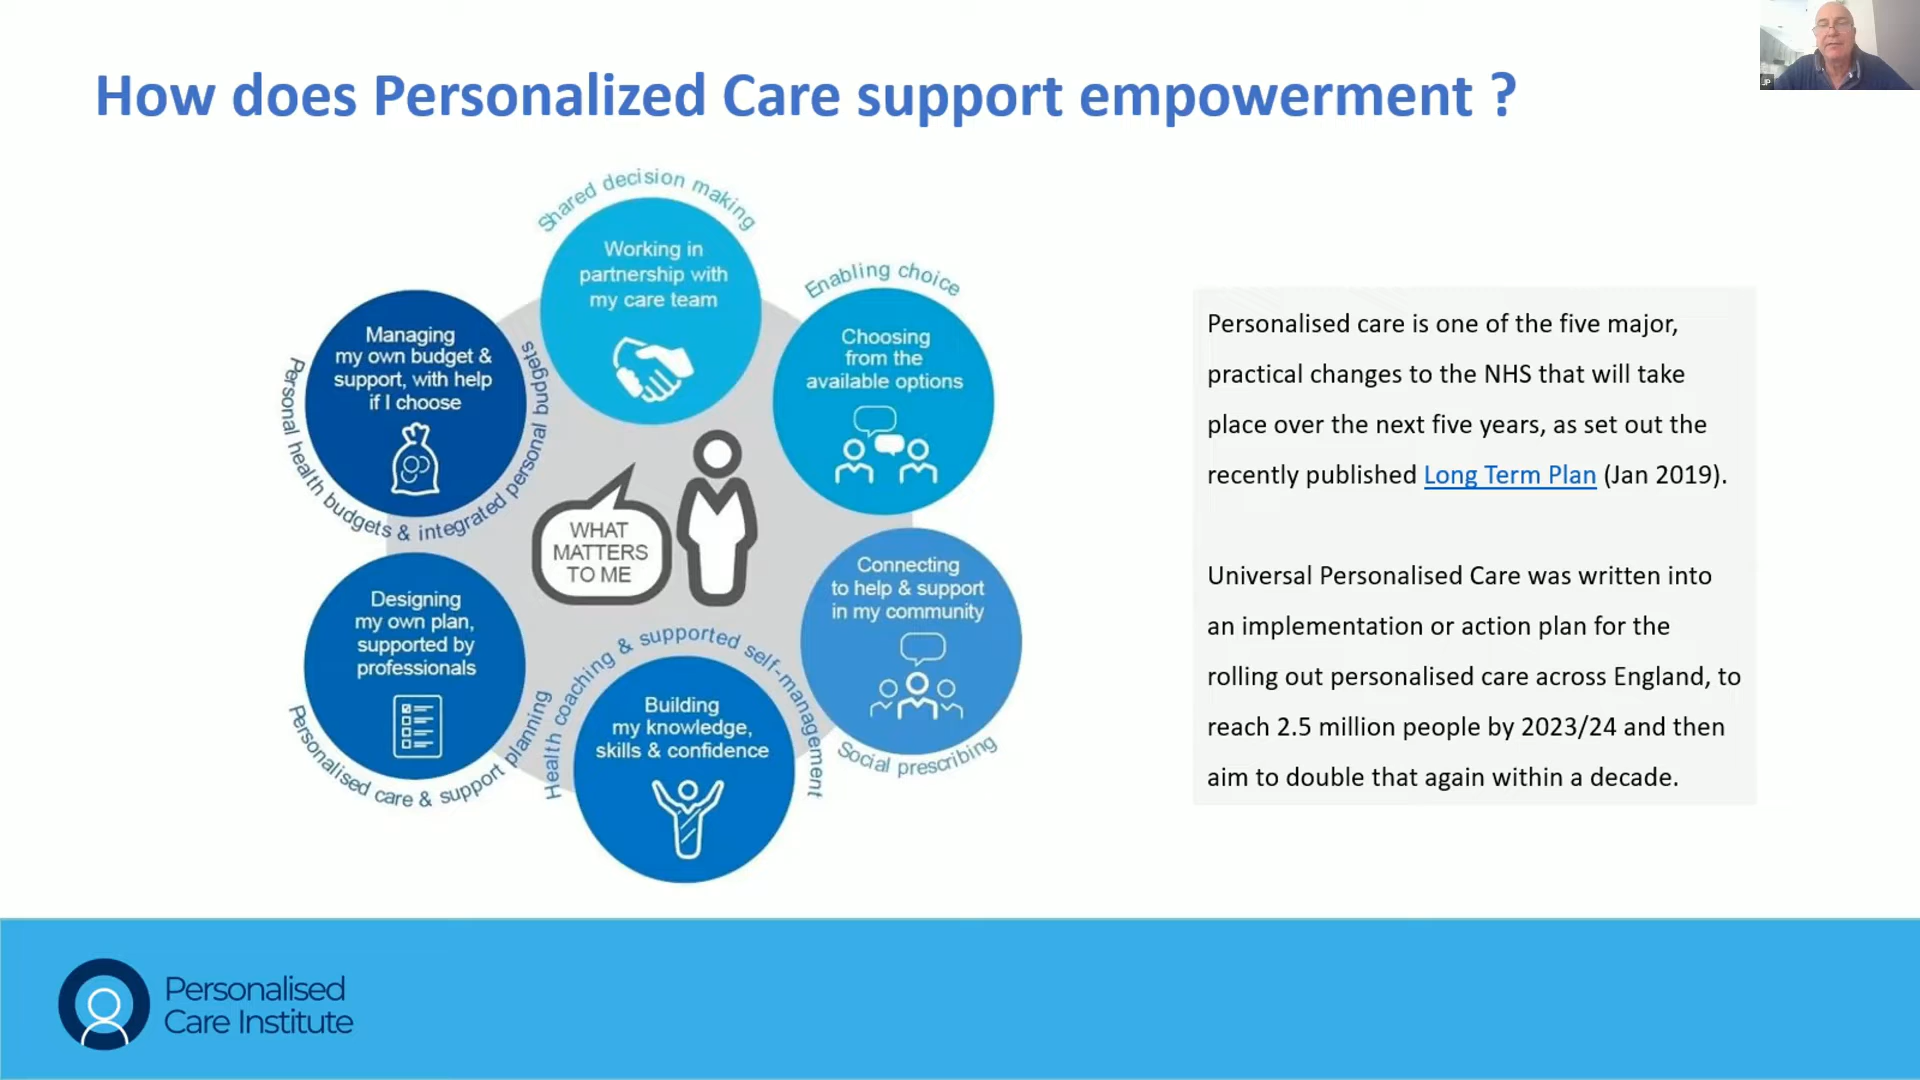 How does Personalized Care support empowerment ?
JP
Shared decision making
Working in
partnership with
my care team
Enabling choice
Choosing
from the
available options
Managing
my own budget &
support, with help
if I choose
Personal health budgets & integrated personal budgets
WHAT
MATTERS
TO ME
Connecting
to help & support
in my community
Social prescribing
Designing
my own plan,
supported by
professionals
Personalised care & support planning
Health coaching & supported self-management
Building
my knowledge,
skills & confidence
Personalised care is one of the five major,
practical changes to the NHS that will take
place over the next five years, as set out the
recently published Long Term Plan (Jan 2019).
Universal Personalised Care was written into
an implementation or action plan for the
rolling out personalised care across England, to
reach 2.5 million people by 2023/24 and then
aim to double that again within a decade.
Personalised
Care Institute